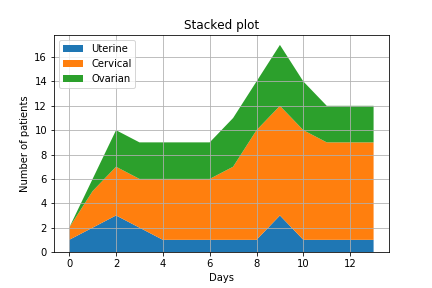 Stacked plot
Uterine
Cervical
Ovarian
Number of patients
16
14
12
10
8
6
4
2
0
0 2 4 6 8 10 12
Days